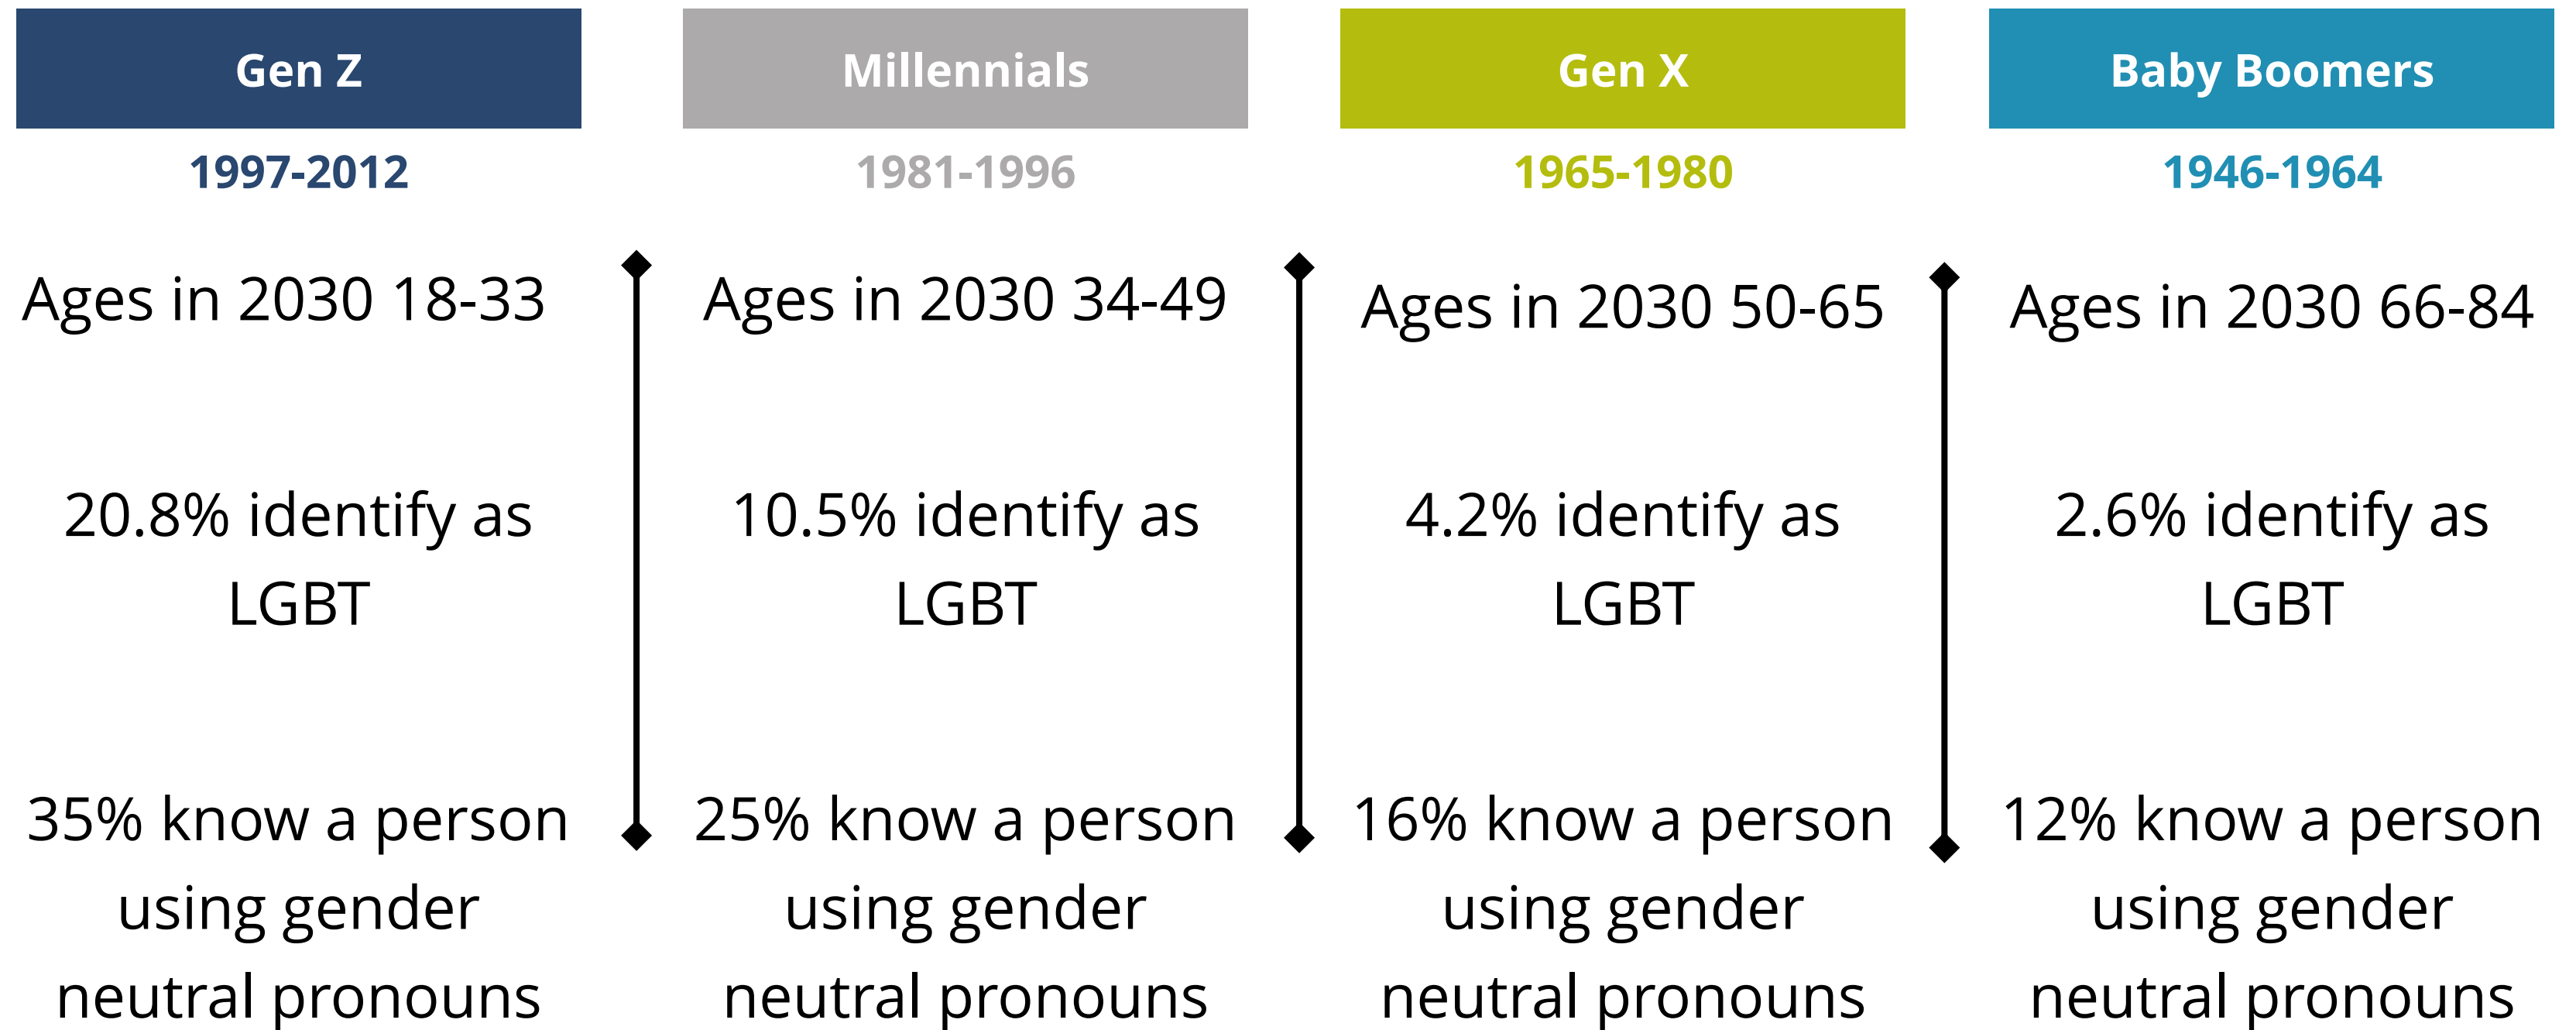 Gen Z
1997-2012
Ages in 2030 18-33
20.8% identify as
LGBT
35% know a person
using gender
neutral pronouns
Millennials
1981-1996
Ages in 2030 34-49
10.5% identify as
LGBT
25% know a person
using gender
neutral pronouns
Gen X
1965-1980
Ages in 2030 50-65
4.2% identify as
LGBT
16% know a person
using gender
neutral pronouns
Baby Boomers
1946-1964
Ages in 2030 66-84
2.6% identify as
LGBT
12% know a person
using gender
neutral pronouns